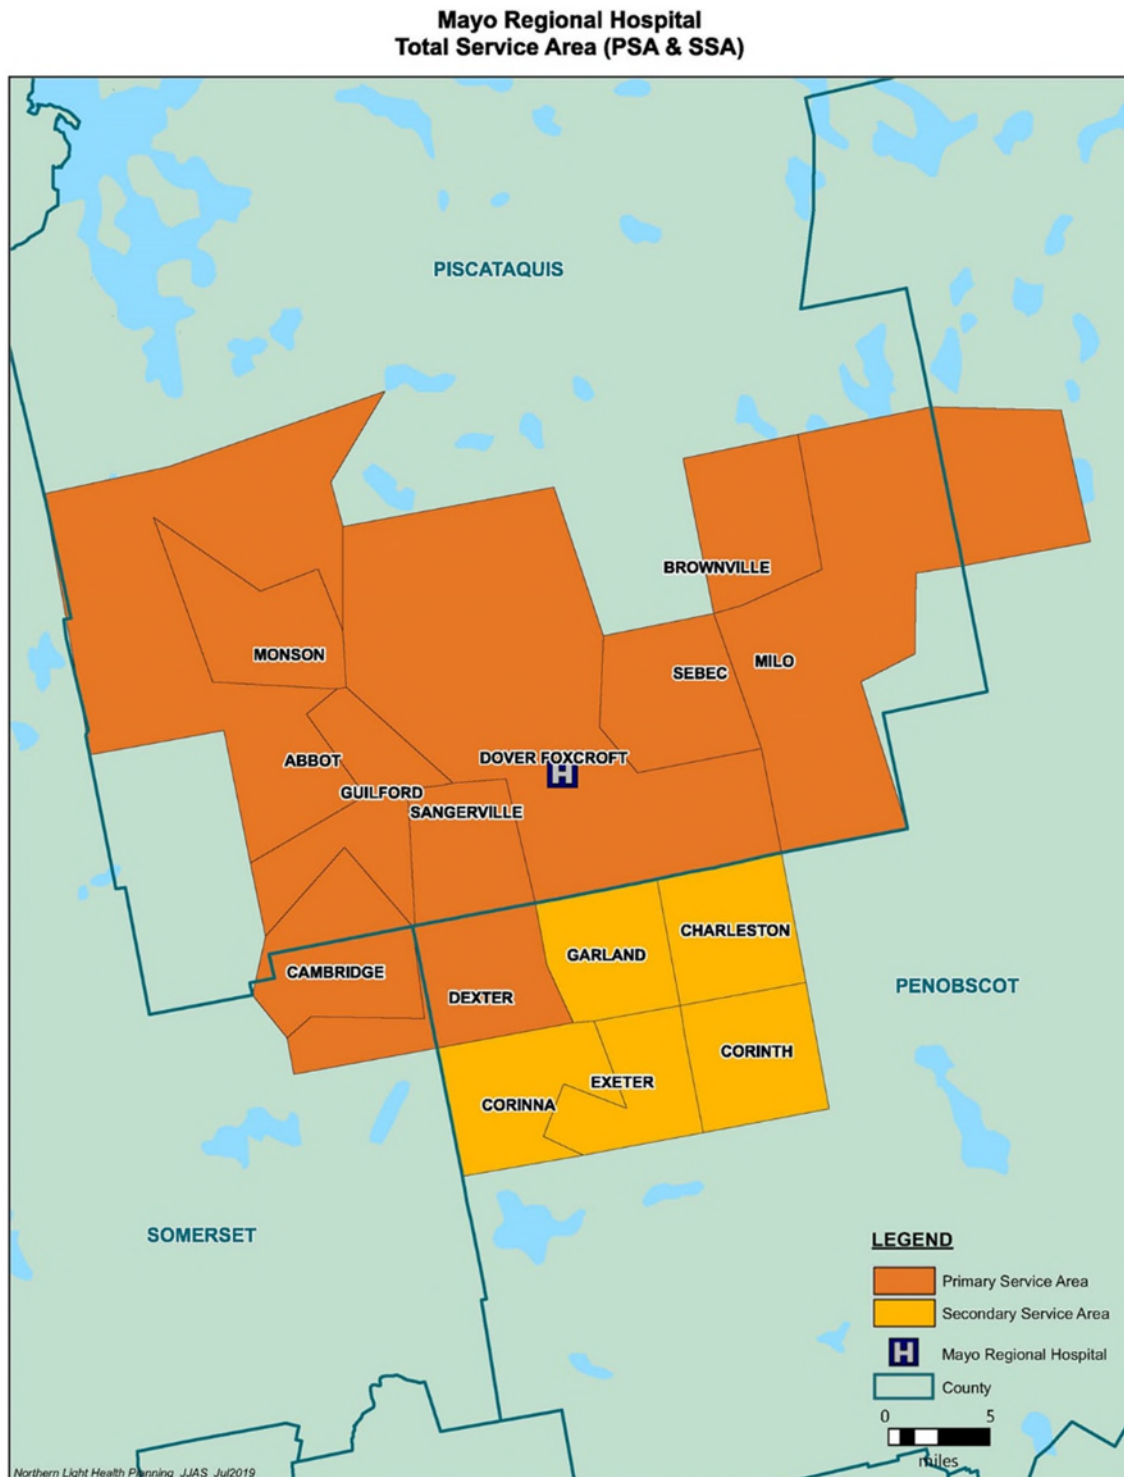 Mayo Regional Hospital
Total Service Area (PSA & SSA)
PISCATAQUIS
BROWNVILLE
MONSON
SEBEC
MILO
ABBOT
DOVER FOXCROFT
H
GUILFORD
SANGERVILLE
CHARLESTON
GARLAND
CAMBRIDGE
DEXTER
PENOBSCOT
CORINTH
EXETER
CORINNA
SOMERSET
LEGEND
Primary Service Area
Secondary Service Area
H Mayo Regional Hospital
County
0 5
miles
Northern Light Health Planning JJAS Jul2019